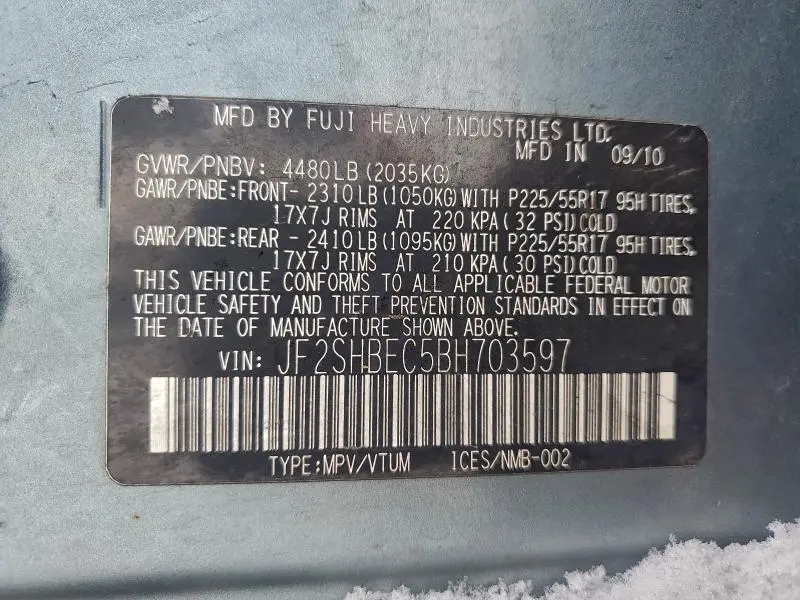 MFD BY FUJI HEAVY INDUSTRIES LTD.
MFD IN 09/10
GVWR/PNBV: 4480LB(2035KG)
GAWR/PNBE:FRONT- 2310LB(1050KG)WITH P225/55R17 95H TIRES,
17X7J RIMS AT 220 KPA(32 PSI)COLD
GAWR/PNBE:REAR - 2410LB(1095KG)WITH P225/55R17 95H TIRES,
17X7J RIMS AT 210 KPA(30 PSI)COLD
THIS VEHICLE CONFORMS TO ALL APPLICABLE FEDERAL MOTOR
VEHICLE SAFETY AND THEFT PREVENTION STANDARDS IN EFFECT ON
THE DATE OF MANUFACTURE SHOWN ABOVE.
VIN: JF2SHBEC5BH703597
TYPE:MPV/VTUM ICES/NMB-002